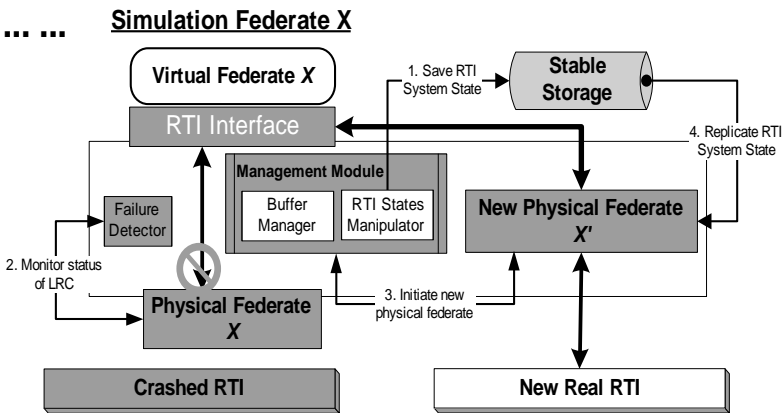 ... ...
Simulation Federate X
Virtual Federate X
RTI Interface
1. Save RTI
System State
Stable
Storage
4. Replicate RTI
System State
Management Module
Buffer
Manager
RTI States
Manipulator
Failure
Detector
New Physical Federate
X'
2. Monitor status
of LRC
3. Initiate new
physical federate
Physical Federate
X
Crashed RTI
New Real RTI